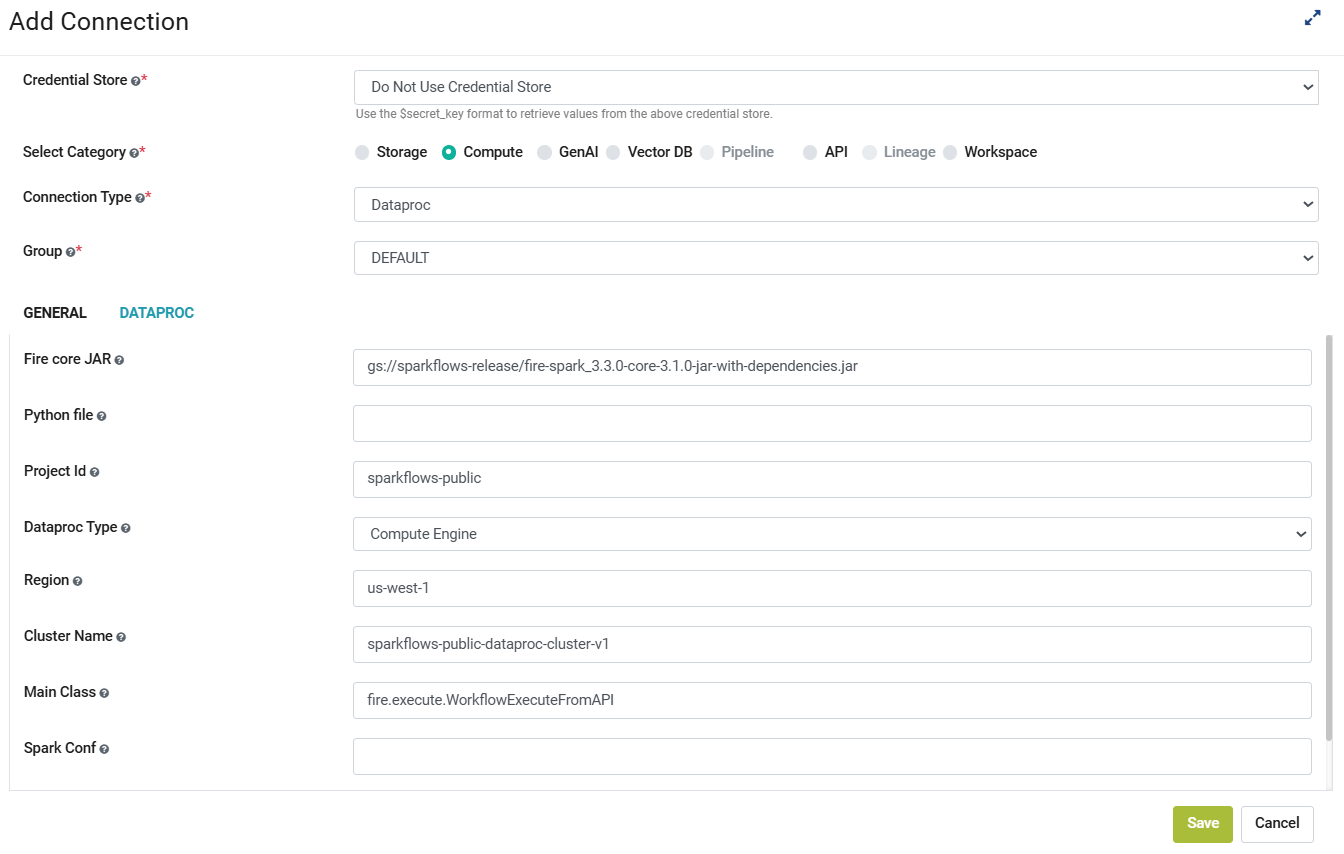 Add Connection
Credential Store *
Do Not Use Credential Store
Use the $secret_key format to retrieve values from the above credential store.
Select Category *
Storage Compute GenAI Vector DB Pipeline API Lineage Workspace
Connection Type *
Dataproc
Group *
DEFAULT
GENERAL DATAPROC
Fire core JAR
gs://sparkflows-release/fire-spark_3.3.0-core-3.1.0-jar-with-dependencies.jar
Python file
Project Id
sparkflows-public
Dataproc Type
Compute Engine
Region
us-west-1
Cluster Name
sparkflows-public-dataproc-cluster-v1
Main Class
fire.execute.WorkflowExecuteFromAPI
Spark Conf
Save Cancel